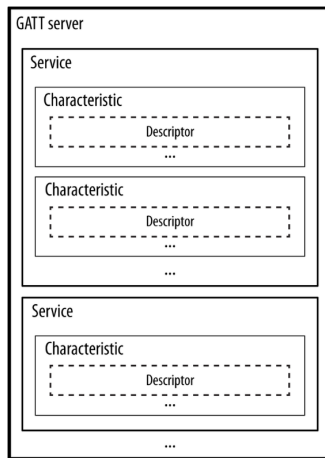 GATT server
Service
Characteristic
Descriptor
...
Characteristic
Descriptor
...
...
Service
Characteristic
Descriptor
...
...